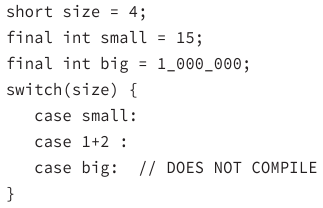 short size = 4;
final int small = 15;
final int big = 1_000_000;
switch(size) {
   case small:
   case 1+2 :
   case big:  // DOES NOT COMPILE
}